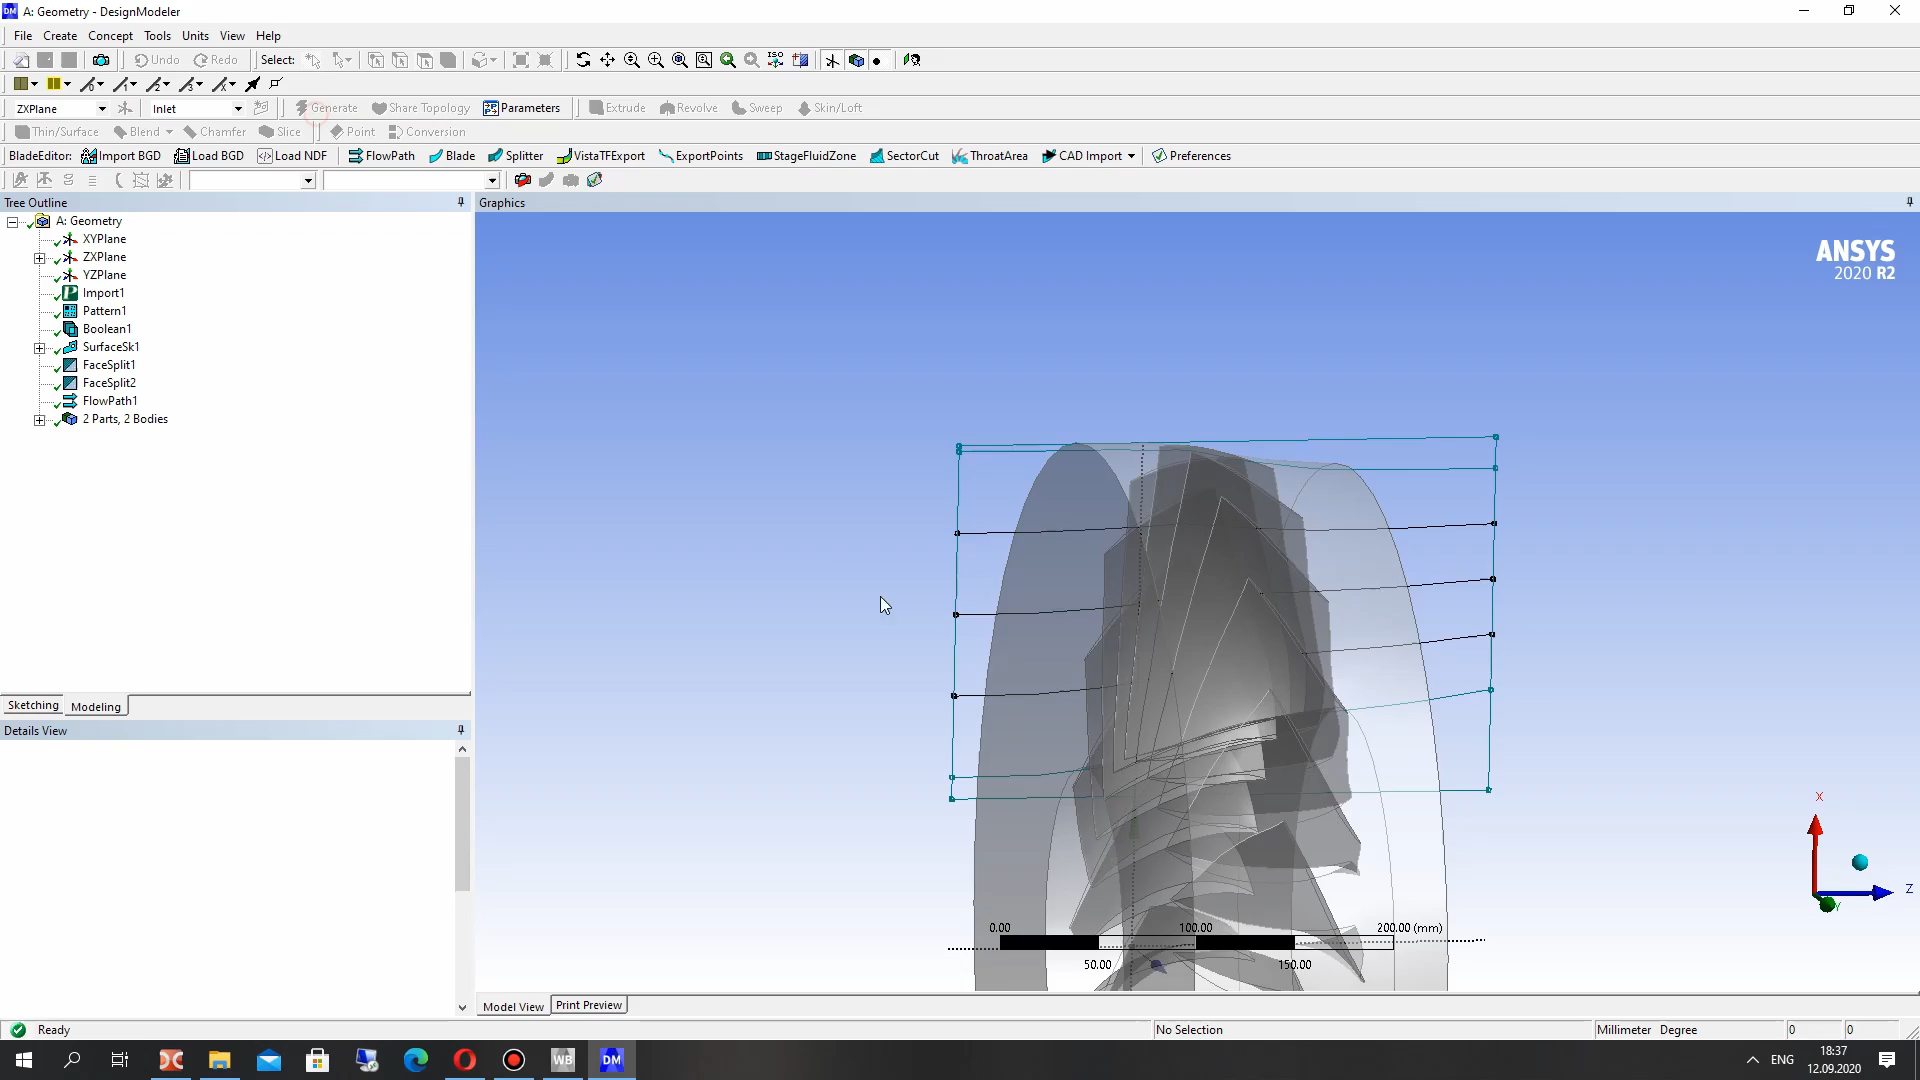 A: Geometry - DesignModeler
File Create Concept Tools Units View Help
Undo Redo Select: ISO
ZXPlane Inlet Generate Share Topology Parameters Extrude Revolve Sweep Skin/Loft
Thin/Surface Blend Chamfer Slice Point Conversion
BladeEditor: Import BGD Load BGD Load NDF FlowPath Blade Splitter VistaTFExport ExportPoints StageFluidZone SectorCut ThroatArea CAD Import Preferences
Tree Outline
A: Geometry
XYPlane
ZXPlane
YZPlane
Import1
Pattern1
Boolean1
SurfaceSk1
FaceSplit1
FaceSplit2
FlowPath1
2 Parts, 2 Bodies
Sketching Modeling
Details View
Graphics
ANSYS
2020 R2
0.00 100.00 200.00 (mm)
50.00 150.00
X
Z
Y
Model View Print Preview
Ready No Selection Millimeter Degree 0 0
WB DM ENG 18:37
12.09.2020